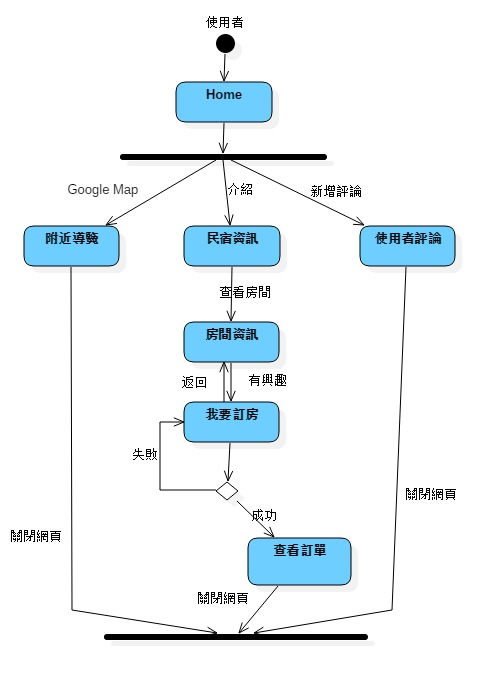 使用者
Home
Google Map
介紹
新增評論
附近導覽
民宿資訊
使用者評論
查看房間
房間資訊
返回
有興趣
我要訂房
失敗
成功
關閉網頁
關閉網頁
查看訂單
關閉網頁